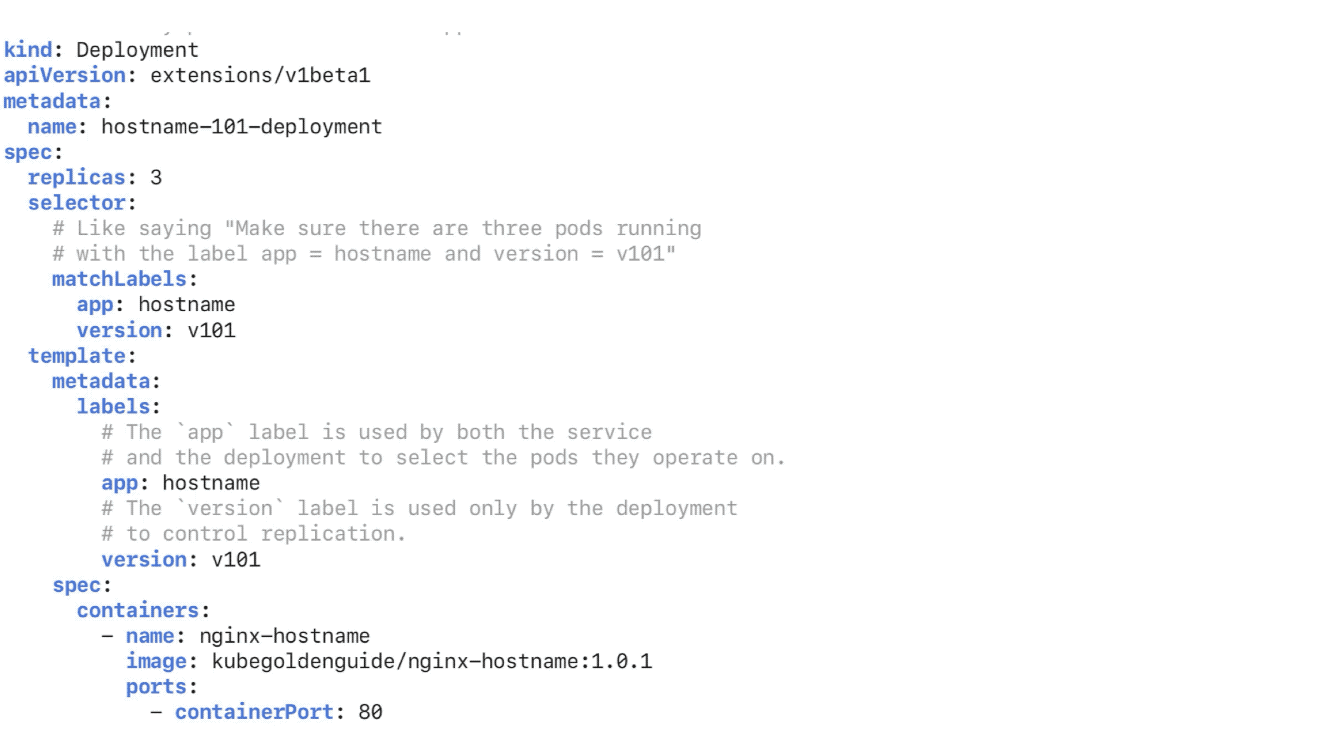 kind: Deployment
apiVersion: extensions/v1beta1
metadata:
  name: hostname-101-deployment
spec:
  replicas: 3
  selector:
    # Like saying "Make sure there are three pods running
    # with the label app = hostname and version = v101"
    matchLabels:
      app: hostname
      version: v101
  template:
    metadata:
      labels:
        # The `app` label is used by both the service
        # and the deployment to select the pods they operate on.
        app: hostname
        # The `version` label is used only by the deployment
        # to control replication.
        version: v101
    spec:
      containers:
        - name: nginx-hostname
          image: kubegoldenguide/nginx-hostname:1.0.1
          ports:
            - containerPort: 80